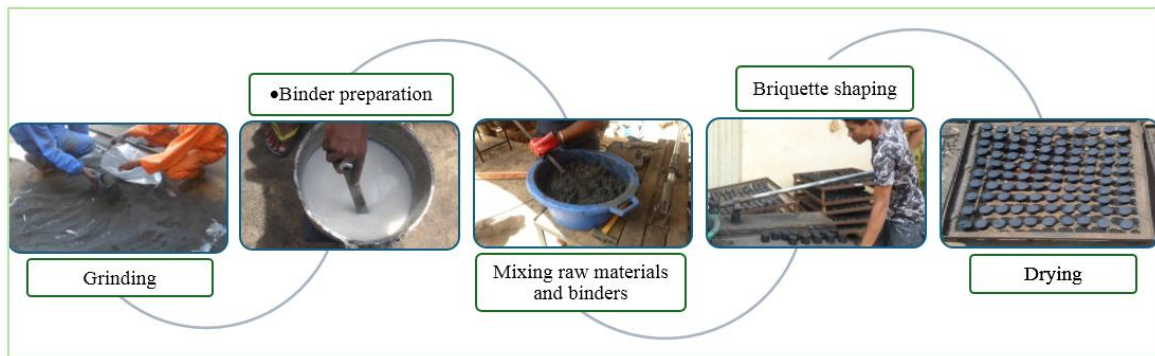 Grinding
•Binder preparation
Mixing raw materials
and binders
Briquette shaping
Drying